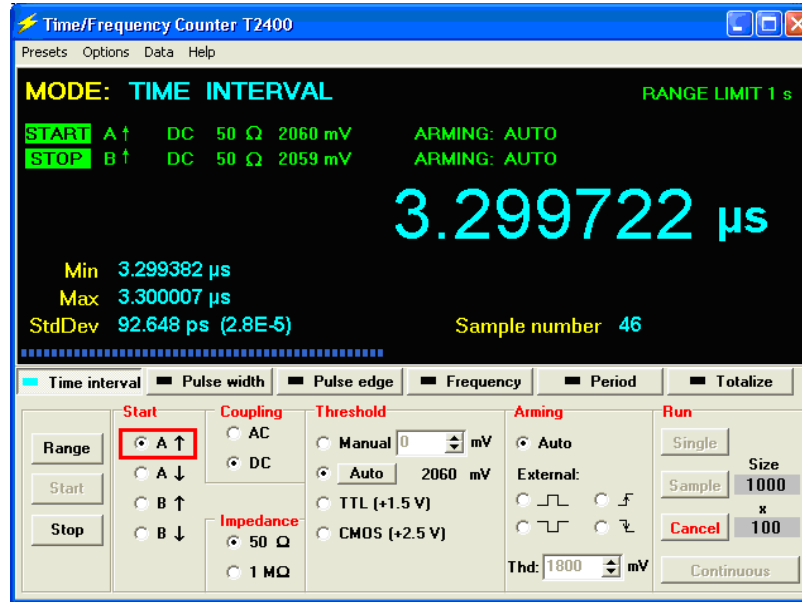 Time/Frequency Counter T2400
Presets Options Data Help
MODE: TIME INTERVAL RANGE LIMIT 1 s
START A↑ DC 50 Ω 2060 mV ARMING: AUTO
STOP B↑ DC 50 Ω 2059 mV ARMING: AUTO
3.299722 µs
Min 3.299382 µs
Max 3.300007 µs
StdDev 92.648 ps (2.8E-5) Sample number 46
Time interval Pulse width Pulse edge Frequency Period Totalize
Range
Start
Stop
Start
A ↑
A ↓
B ↑
B ↓
Coupling
AC
DC
Impedance
50 Ω
1 MΩ
Threshold
Manual 0 mV
Auto 2060 mV
TTL (+1.5 V)
CMOS (+2.5 V)
Arming
Auto
External:
Thd: 1800 mV
Run
Single
Sample
Cancel
Continuous
Size
1000
x
100